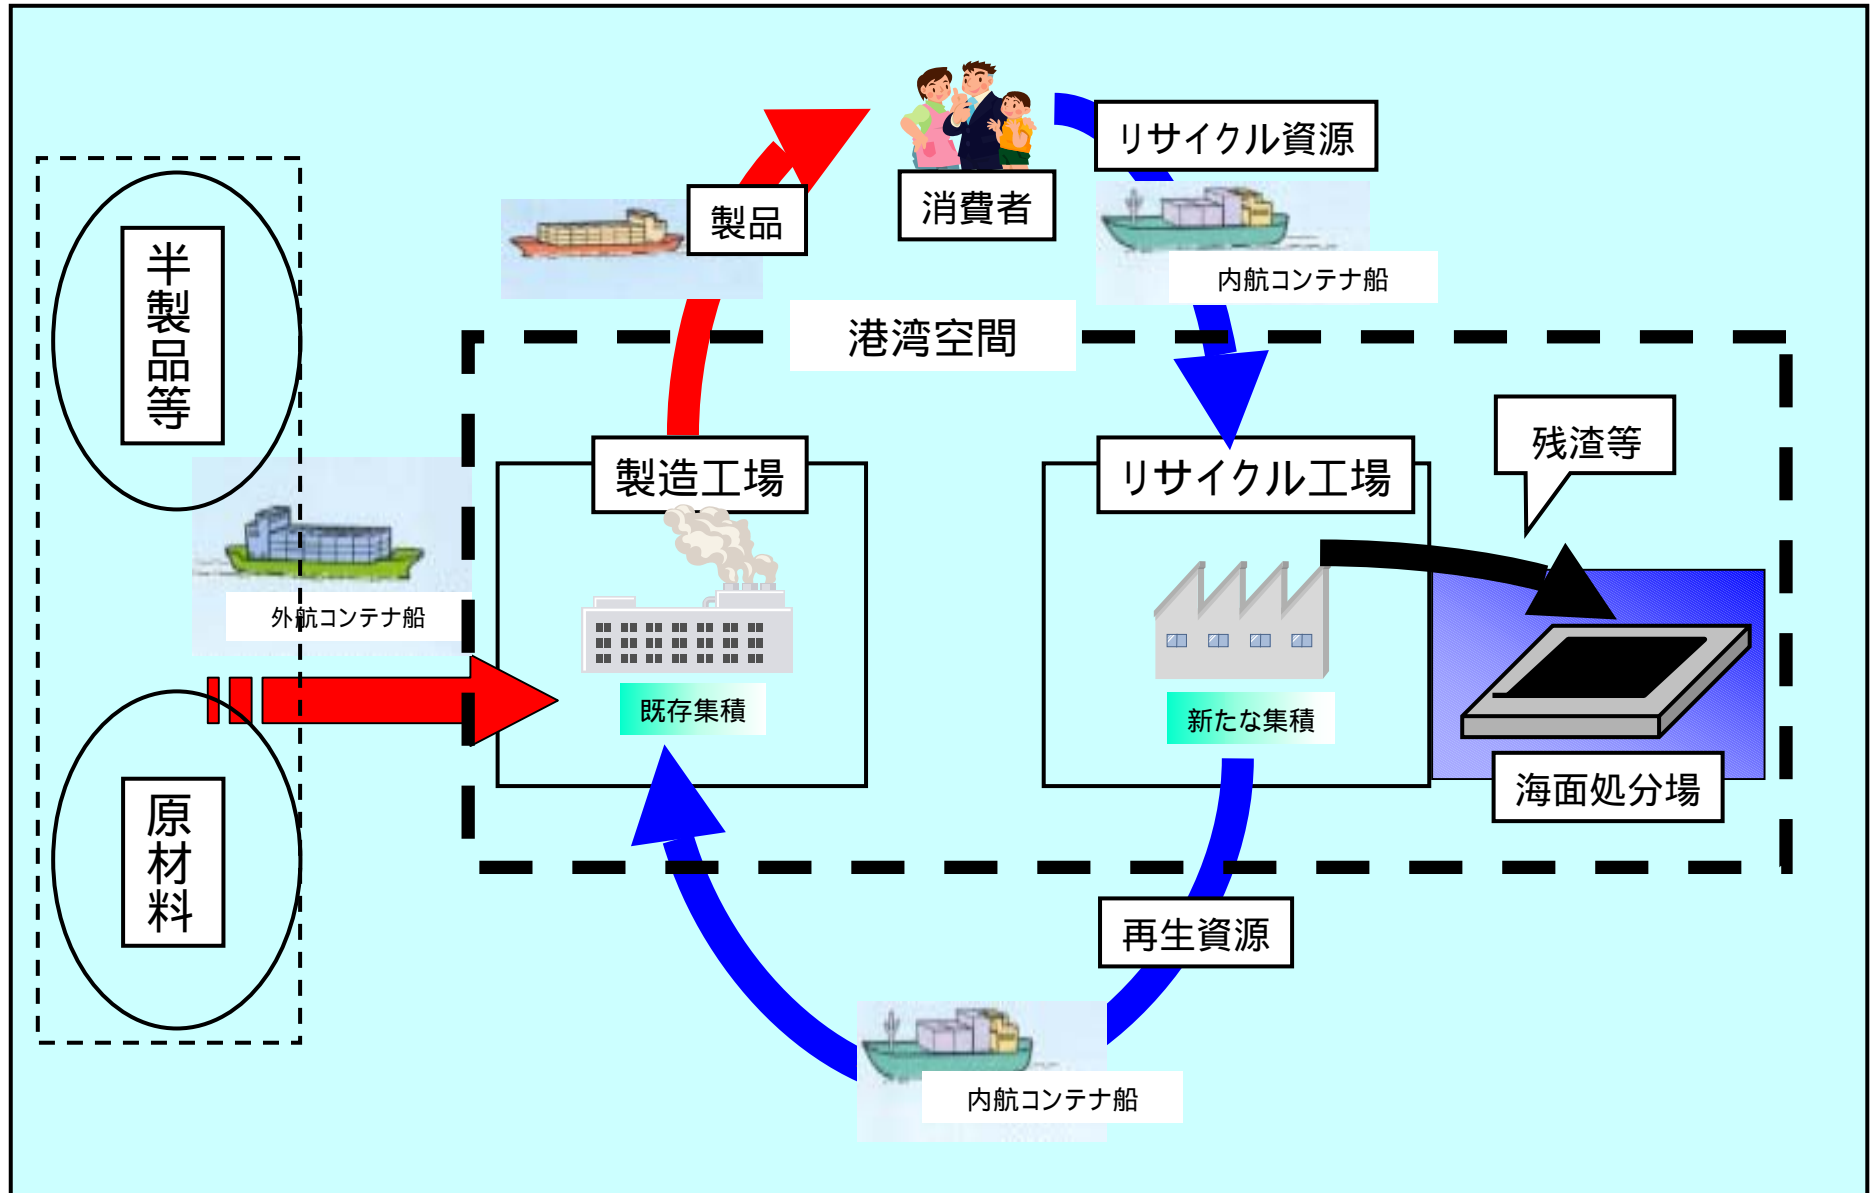 製品
消費者
リサイクル資源
内航コンテナ船
港湾空間
半製品等
外航コンテナ船
原材料
製造工場
既存集積
リサイクル工場
新たな集積
残渣等
海面処分場
再生資源
内航コンテナ船